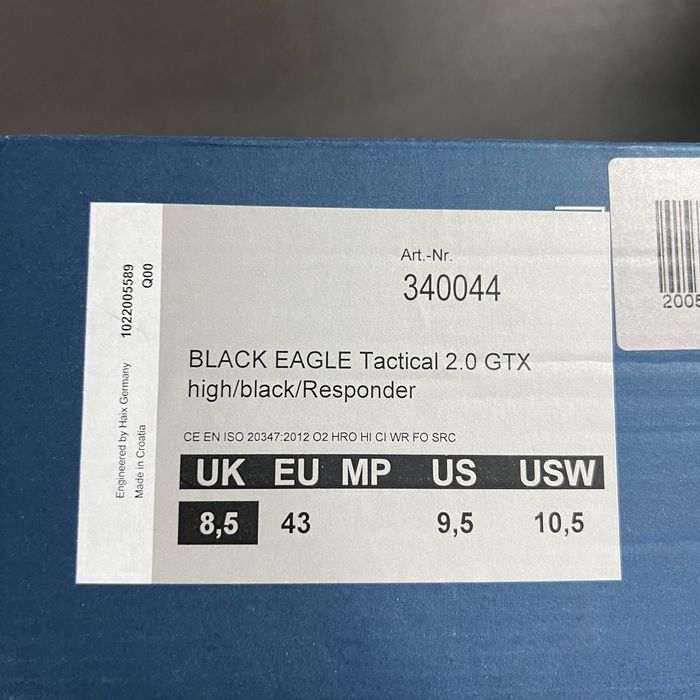 Art.-Nr.
340044
BLACK EAGLE Tactical 2.0 GTX
high/black/Responder
CE EN ISO 20347:2012 O2 HRO HI CI WR FO SRC
UK EU MP US USW
8,5 43 9,5 10,5
1022005589
Q00
Engineered by Haix Germany
Made in Croatia
2005